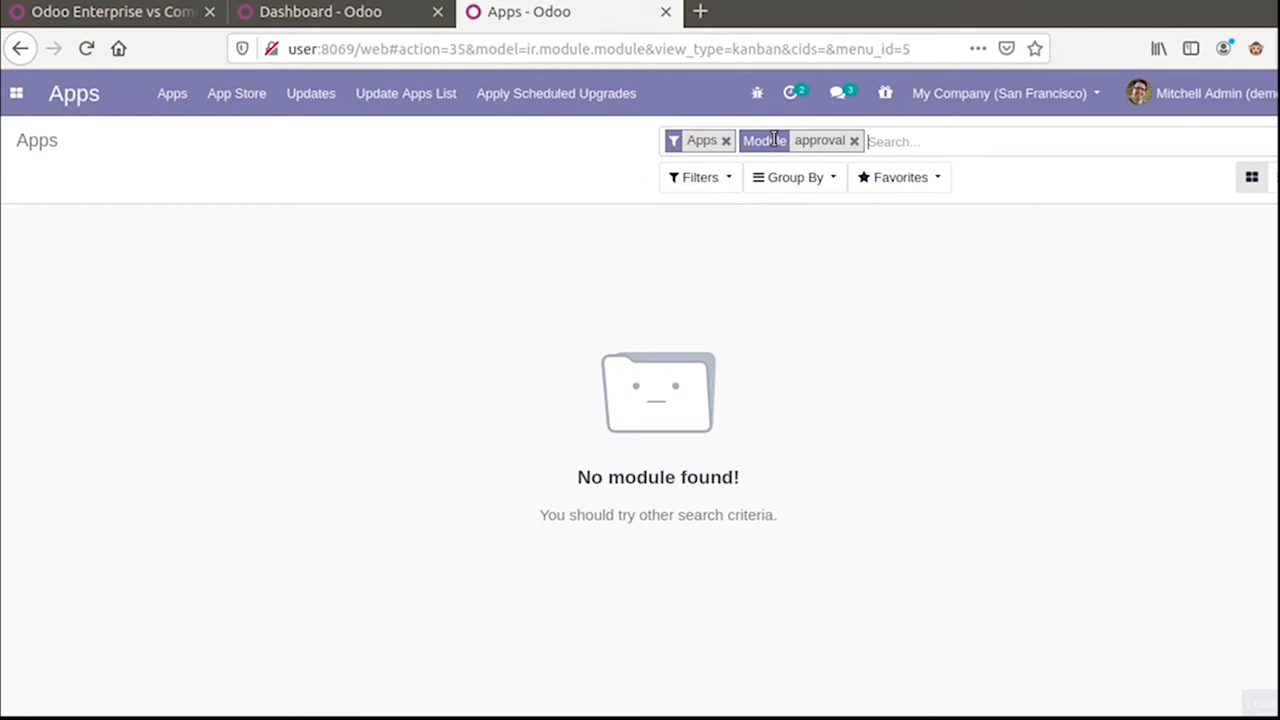 Odoo Enterprise vs Com
Dashboard - Odoo
Apps - Odoo
user:8069/web#action=35&model=ir.module.module&view_type=kanban&cids=&menu_id=5
Apps
Apps
App Store
Updates
Update Apps List
Apply Scheduled Upgrades
2
3
My Company (San Francisco)
Mitchell Admin (demo
Apps
Apps
Module
approval
Search...
Filters
Group By
Favorites
No module found!
You should try other search criteria.
Load